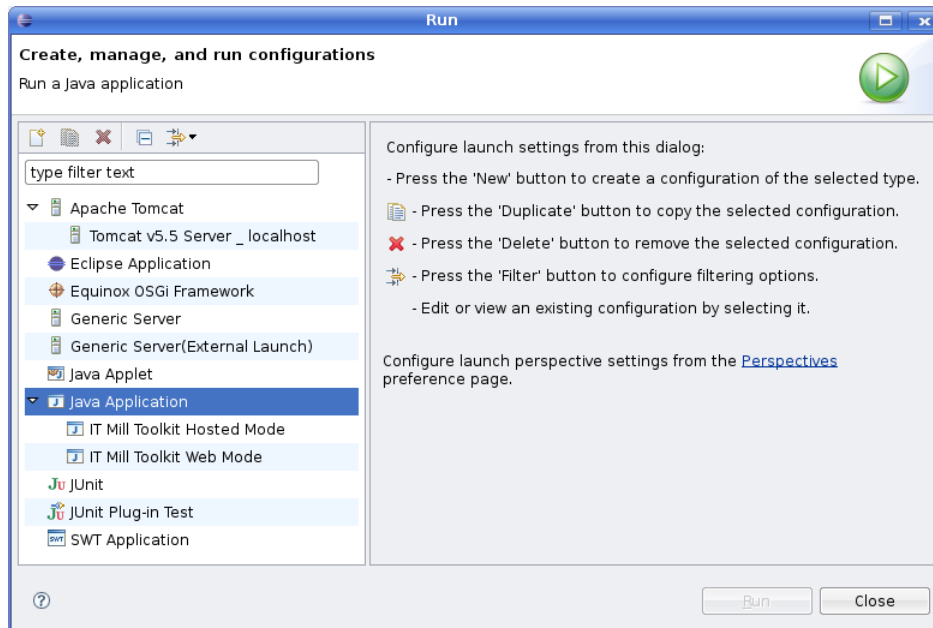 Run
Create, manage, and run configurations
Run a Java application
type filter text
Apache Tomcat
Tomcat v5.5 Server _ localhost
Eclipse Application
Equinox OSGi Framework
Generic Server
Generic Server(External Launch)
Java Applet
Java Application
IT Mill Toolkit Hosted Mode
IT Mill Toolkit Web Mode
Ju JUnit
JUnit Plug-in Test
SWT Application
Configure launch settings from this dialog:
- Press the 'New' button to create a configuration of the selected type.
- Press the 'Duplicate' button to copy the selected configuration.
- Press the 'Delete' button to remove the selected configuration.
- Press the 'Filter' button to configure filtering options.
- Edit or view an existing configuration by selecting it.
Configure launch perspective settings from the Perspectives
preference page.
Run
Close